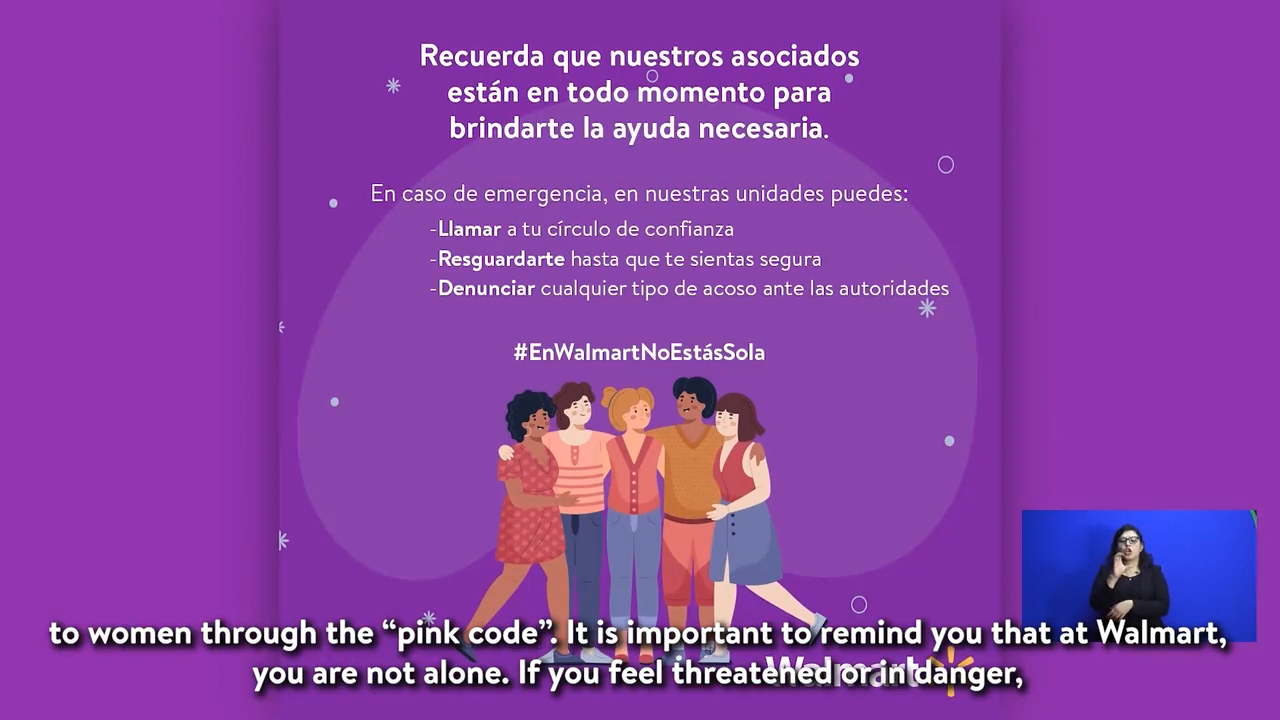 Recuerda que nuestros asociados
están en todo momento para
brindarte la ayuda necesaria.
En caso de emergencia, en nuestras unidades puedes:
-Llamar a tu círculo de confianza
-Resguardarte hasta que te sientas segura
-Denunciar cualquier tipo de acoso ante las autoridades
#EnWalmartNoEstásSola
to women through the “pink code”. It is important to remind you that at Walmart,
you are not alone. If you feel threatened or in danger,
Walmart